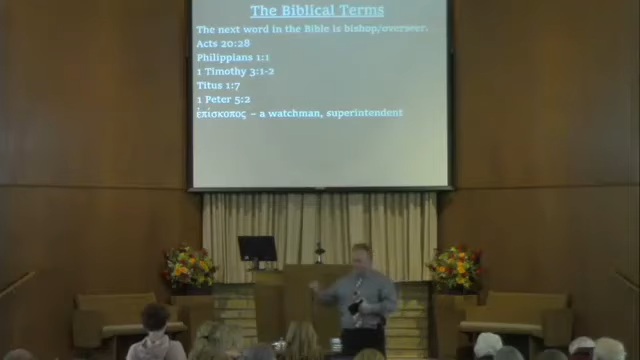 The Biblical Terms
The next word in the Bible is bishop/overseer.
Acts 20:28
Philippians 1:1
1 Timothy 3:1-2
Titus 1:7
1 Peter 5:2
ἐπίσκοπος – a watchman, superintendent